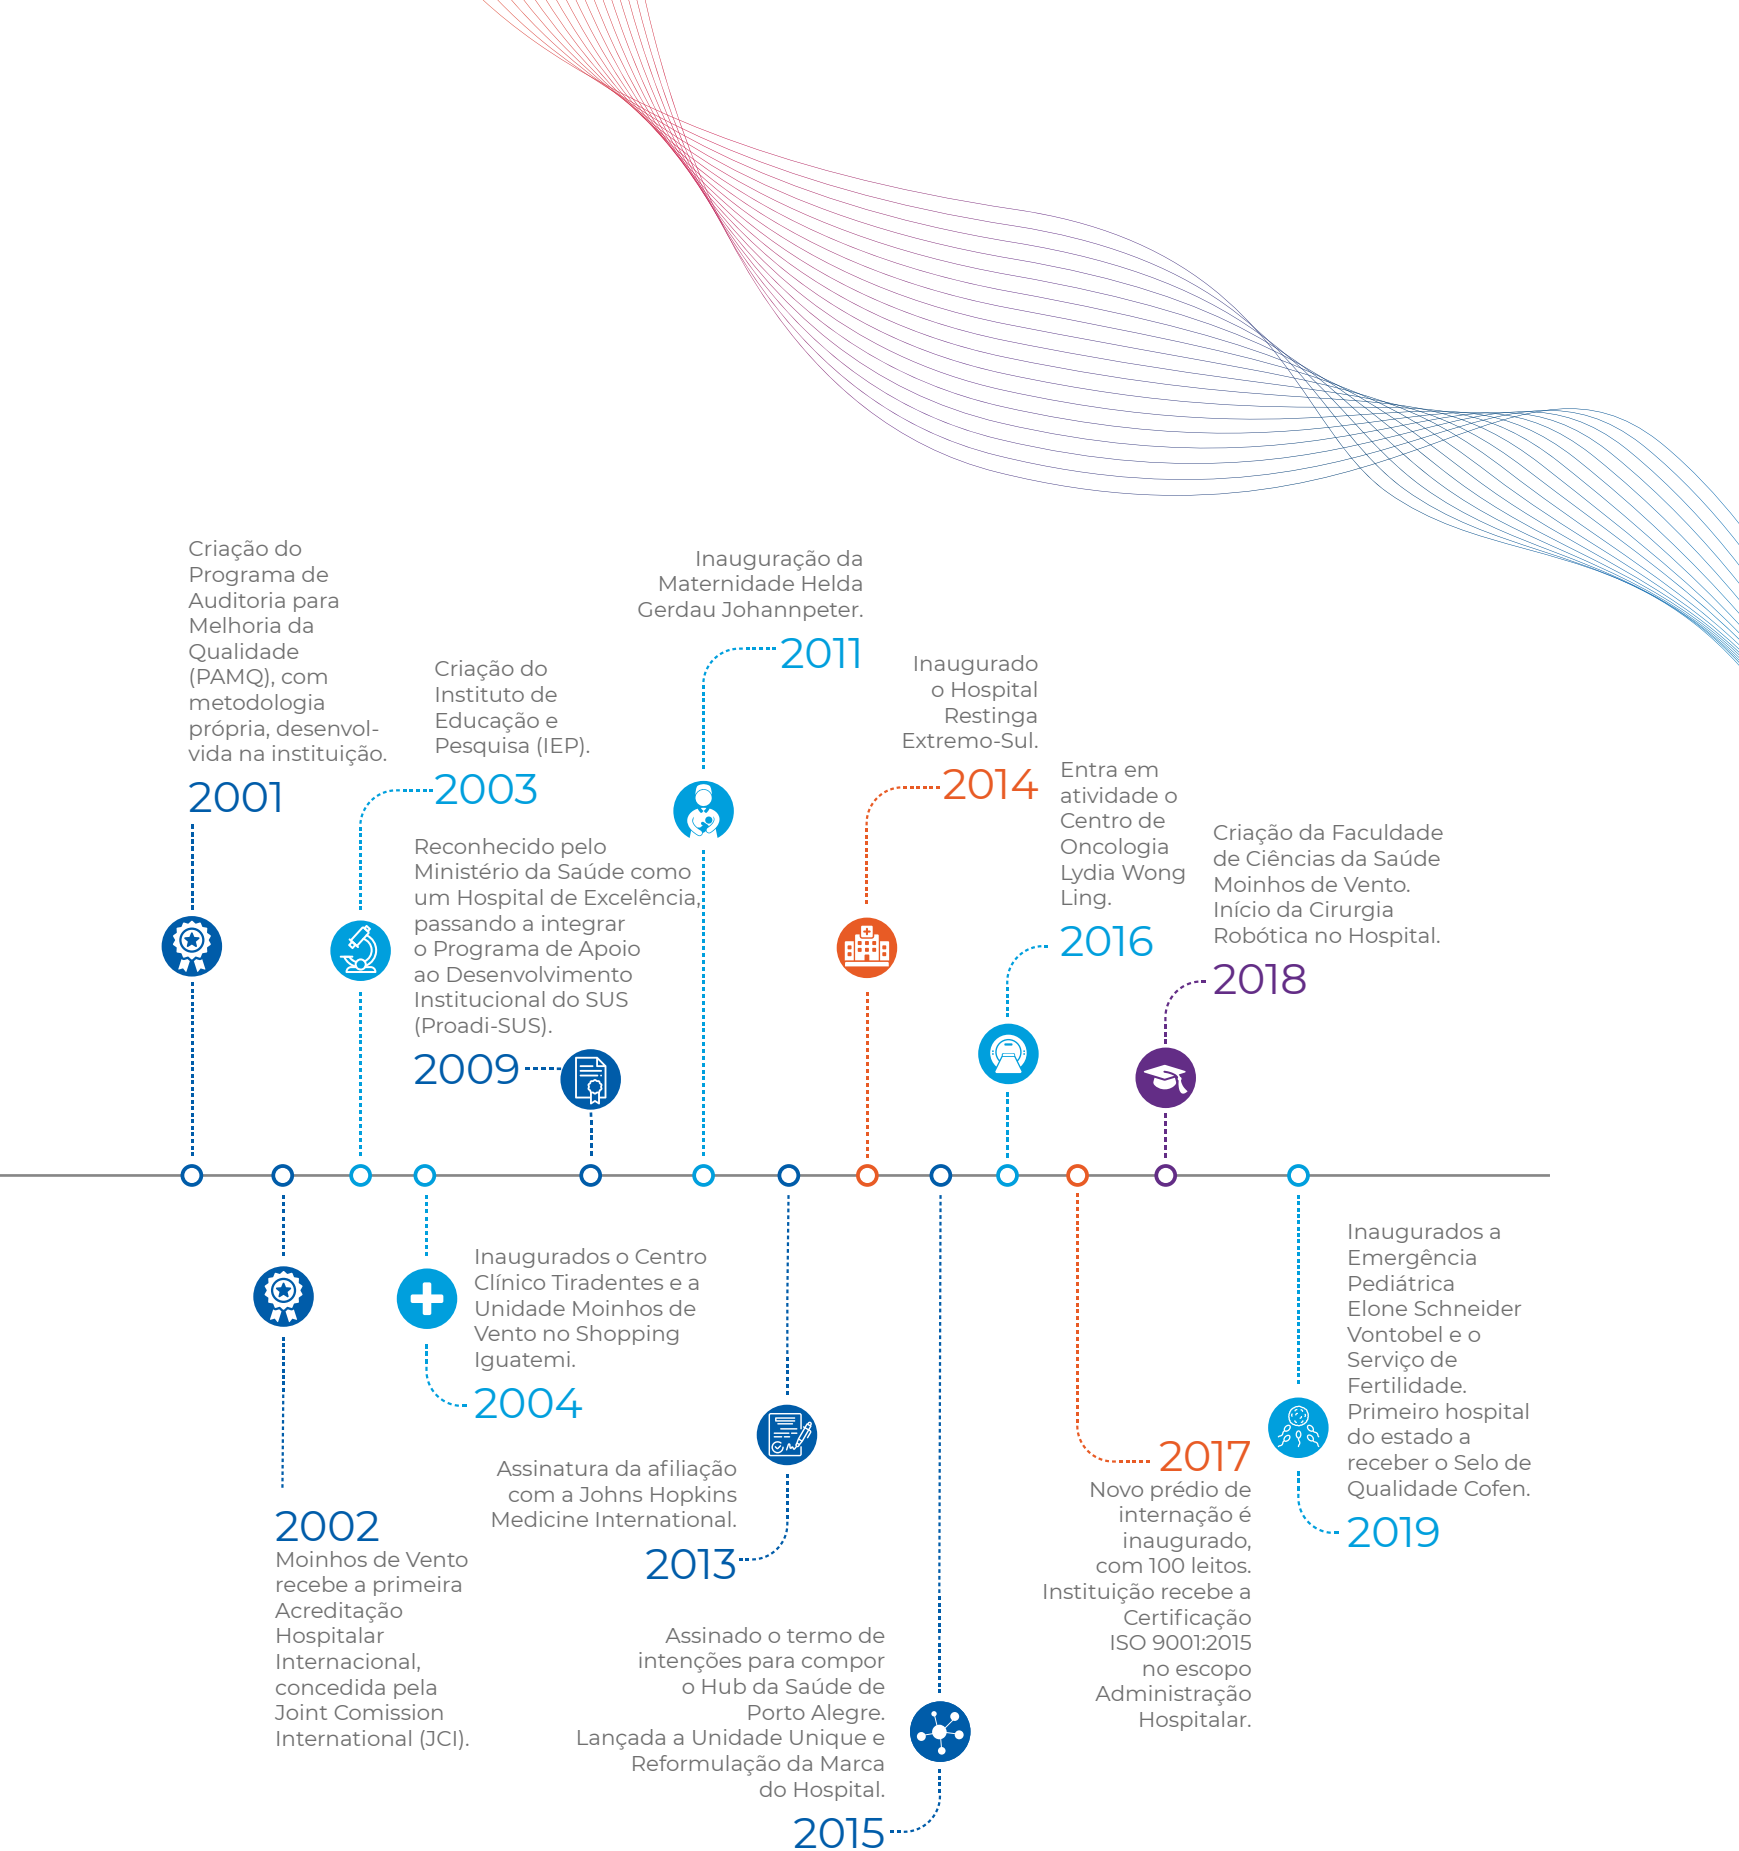 Criação do
Programa de
Auditoria para
Melhoria da
Qualidade
(PAMQ), com
metodologia
própria, desenvol-
vida na instituição.
2001
Criação do
Instituto de
Educação e
Pesquisa (IEP).
2003
Reconhecido pelo
Ministério da Saúde como
um Hospital de Excelência,
passando a integrar
o Programa de Apoio
ao Desenvolvimento
Institucional do SUS
(Proadi-SUS).
2009
Inauguração da
Maternidade Helda
Gerdau Johannpeter.
2011
Inaugurado
o Hospital
Restinga
Extremo-Sul.
2014
Entra em
atividade o
Centro de
Oncologia
Lydia Wong
Ling.
2016
Criação da Faculdade
de Ciências da Saúde
Moinhos de Vento.
Início da Cirurgia
Robótica no Hospital.
2018
2002
Moinhos de Vento
recebe a primeira
Acreditação
Hospitalar
Internacional,
concedida pela
Joint Comission
International (JCI).
Inaugurados o Centro
Clínico Tiradentes e a
Unidade Moinhos de
Vento no Shopping
Iguatemi.
2004
Assinatura da afiliação
com a Johns Hopkins
Medicine International.
2013
Assinado o termo de
intenções para compor
o Hub da Saúde de
Porto Alegre.
Lançada a Unidade Unique e
Reformulação da Marca
do Hospital.
2015
2017
Novo prédio de
internação é
inaugurado,
com 100 leitos.
Instituição recebe a
Certificação
ISO 9001:2015
no escopo
Administração
Hospitalar.
Inaugurados a
Emergência
Pediátrica
Elone Schneider
Vontobel e o
Serviço de
Fertilidade.
Primeiro hospital
do estado a
receber o Selo de
Qualidade Cofen.
2019